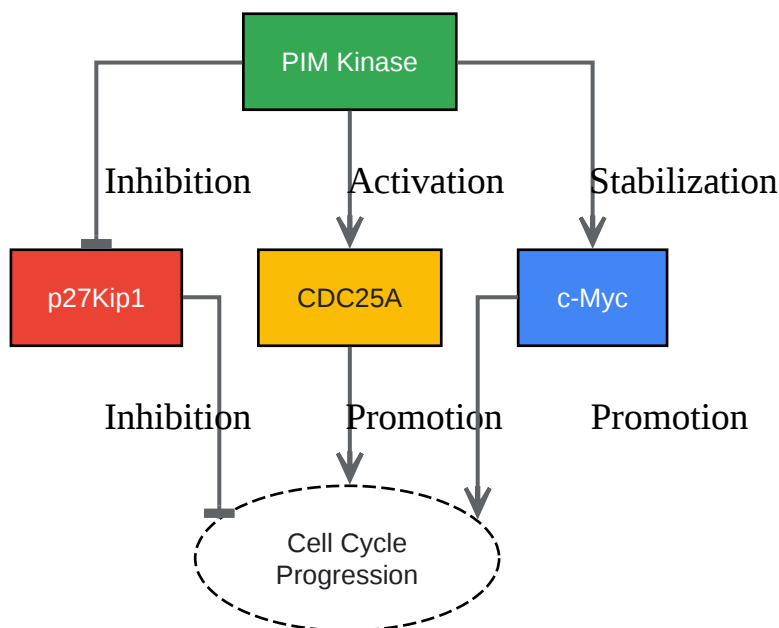 PIM Kinase
Inhibition Activation Stabilization
p27Kip1 CDC25A c-Myc
Inhibition Promotion Promotion
Cell Cycle
Progression